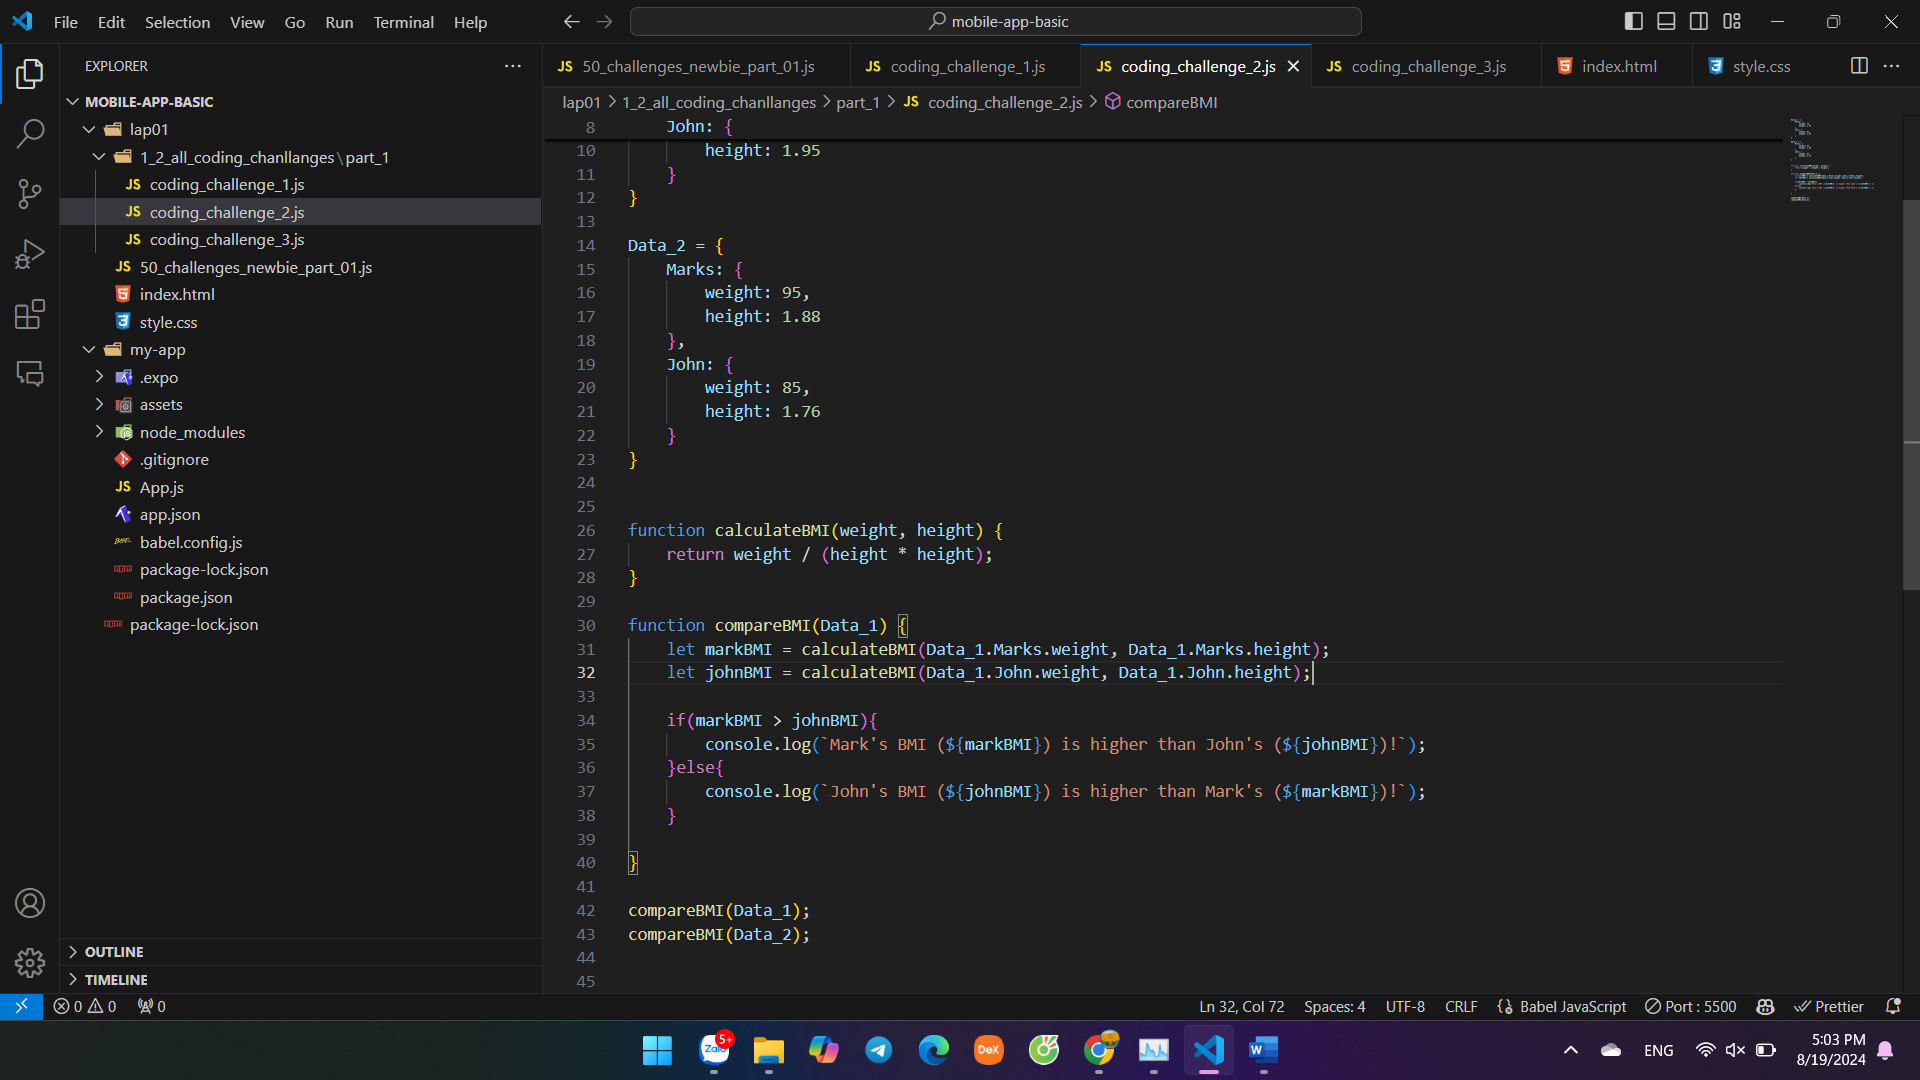 File Edit Selection View Go Run Terminal Help
mobile-app-basic
EXPLORER
MOBILE-APP-BASIC
lap01
1_2_all_coding_chanllanges\part_1
JS coding_challenge_1.js
JS coding_challenge_2.js
JS coding_challenge_3.js
JS 50_challenges_newbie_part_01.js
index.html
style.css
my-app
.expo
assets
node_modules
.gitignore
JS App.js
app.json
babel.config.js
package-lock.json
package.json
package-lock.json
OUTLINE
TIMELINE
JS 50_challenges_newbie_part_01.js JS coding_challenge_1.js JS coding_challenge_2.js JS coding_challenge_3.js index.html style.css
lap01 > 1_2_all_coding_chanllanges > part_1 > JS coding_challenge_2.js > compareBMI
8 John: {
10 height: 1.95
11 }
12 }
13
14 Data_2 = {
15 Marks: {
16 weight: 95,
17 height: 1.88
18 },
19 John: {
20 weight: 85,
21 height: 1.76
22 }
23 }
24
25
26 function calculateBMI(weight, height) {
27 return weight / (height * height);
28 }
29
30 function compareBMI(Data_1) {
31 let markBMI = calculateBMI(Data_1.Marks.weight, Data_1.Marks.height);
32 let johnBMI = calculateBMI(Data_1.John.weight, Data_1.John.height);
33
34 if(markBMI > johnBMI){
35 console.log(`Mark's BMI (${markBMI}) is higher than John's (${johnBMI})!`);
36 }else{
37 console.log(`John's BMI (${johnBMI}) is higher than Mark's (${markBMI})!`);
38 }
39
40 }
41
42 compareBMI(Data_1);
43 compareBMI(Data_2);
44
45
0 0 0 Ln 32, Col 72 Spaces: 4 UTF-8 CRLF {} Babel JavaScript Port : 5500 Prettier
Zalo 5+ DeX W ENG 5:03 PM
8/19/2024